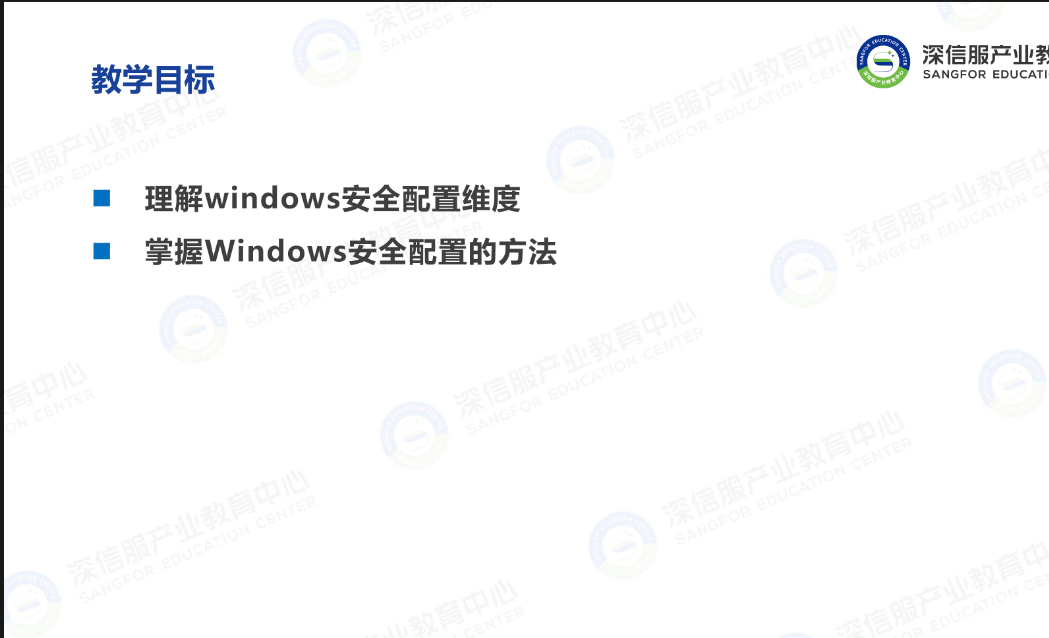 教学目标
深信服产业教
SANGFOR EDUCATI
理解windows安全配置维度
掌握Windows安全配置的方法
深信服产业教育中心
SANGFOR EDUCATION CENTER